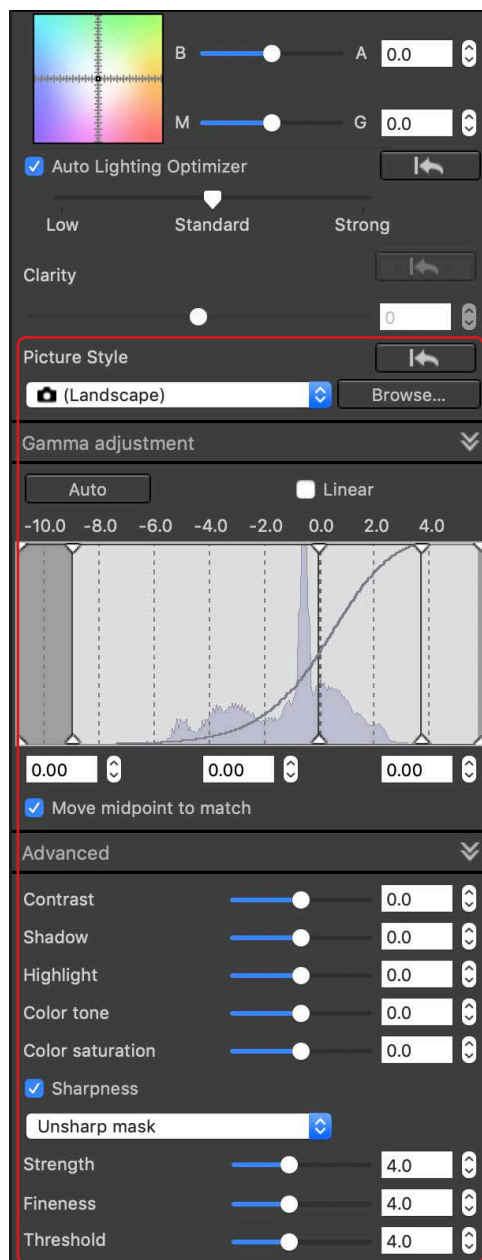 B A 0.0
M G 0.0
Auto Lighting Optimizer
Low Standard Strong
Clarity
0
Picture Style
(Landscape) Browse...
Gamma adjustment
Auto Linear
-10.0 -8.0 -6.0 -4.0 -2.0 0.0 2.0 4.0
0.00 0.00 0.00
Move midpoint to match
Advanced
Contrast 0.0
Shadow 0.0
Highlight 0.0
Color tone 0.0
Color saturation 0.0
Sharpness
Unsharp mask
Strength 4.0
Fineness 4.0
Threshold 4.0